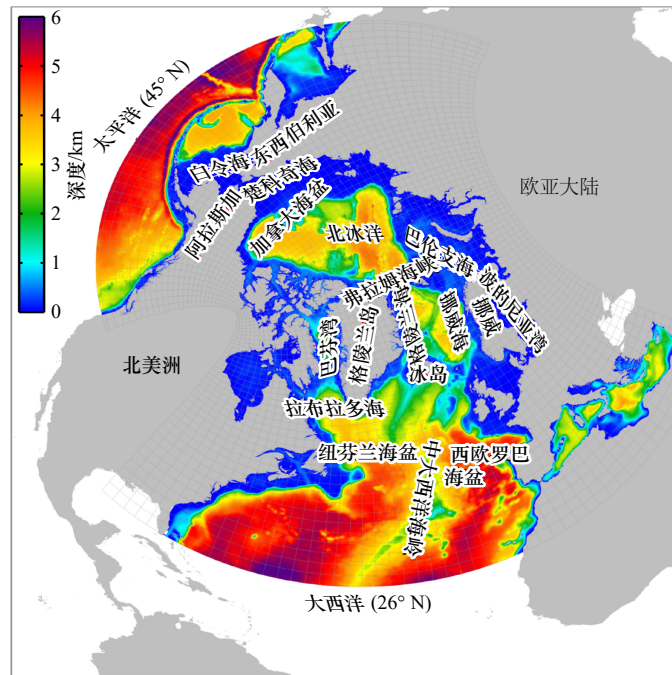 6
5
4
3
2
1
0
深度/km
太平洋 (45° N)
白令海
东西伯利亚
阿拉斯加
楚科奇海
加拿大海盆
北冰洋
欧亚大陆
巴伦支海
弗拉姆海峡
波的尼亚湾
格陵兰海
挪威海
挪威
巴芬湾
格陵兰岛
冰岛
北美洲
拉布拉多海
纽芬兰海盆
西欧罗巴
海盆
中大西洋海岭
大西洋 (26° N)